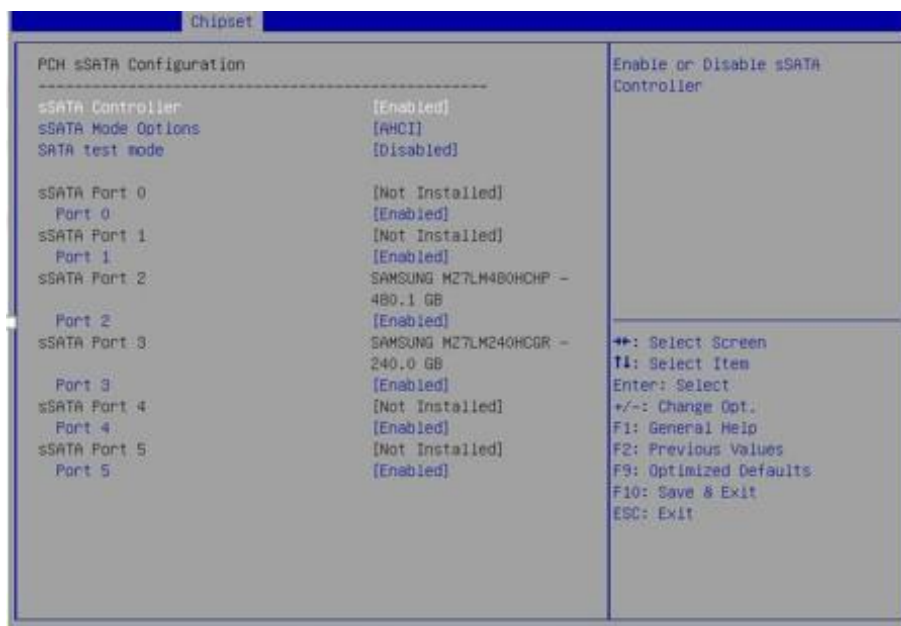 Chipset
PCH sSATA Configuration
--------------------------------------------------
sSATA Controller [Enabled]
sSATA Mode Options [AHCI]
SATA test mode [Disabled]
sSATA Port 0 [Not Installed]
Port 0 [Enabled]
sSATA Port 1 [Not Installed]
Port 1 [Enabled]
sSATA Port 2 SAMSUNG MZ7LM480HCHP -
480.1 GB
Port 2 [Enabled]
sSATA Port 3 SAMSUNG MZ7LM240HCGR -
240.0 GB
Port 3 [Enabled]
sSATA Port 4 [Not Installed]
Port 4 [Enabled]
sSATA Port 5 [Not Installed]
Port 5 [Enabled]
Enable or Disable sSATA
Controller
→←: Select Screen
↑↓: Select Item
Enter: Select
+/-: Change Opt.
F1: General Help
F2: Previous Values
F9: Optimized Defaults
F10: Save & Exit
ESC: Exit